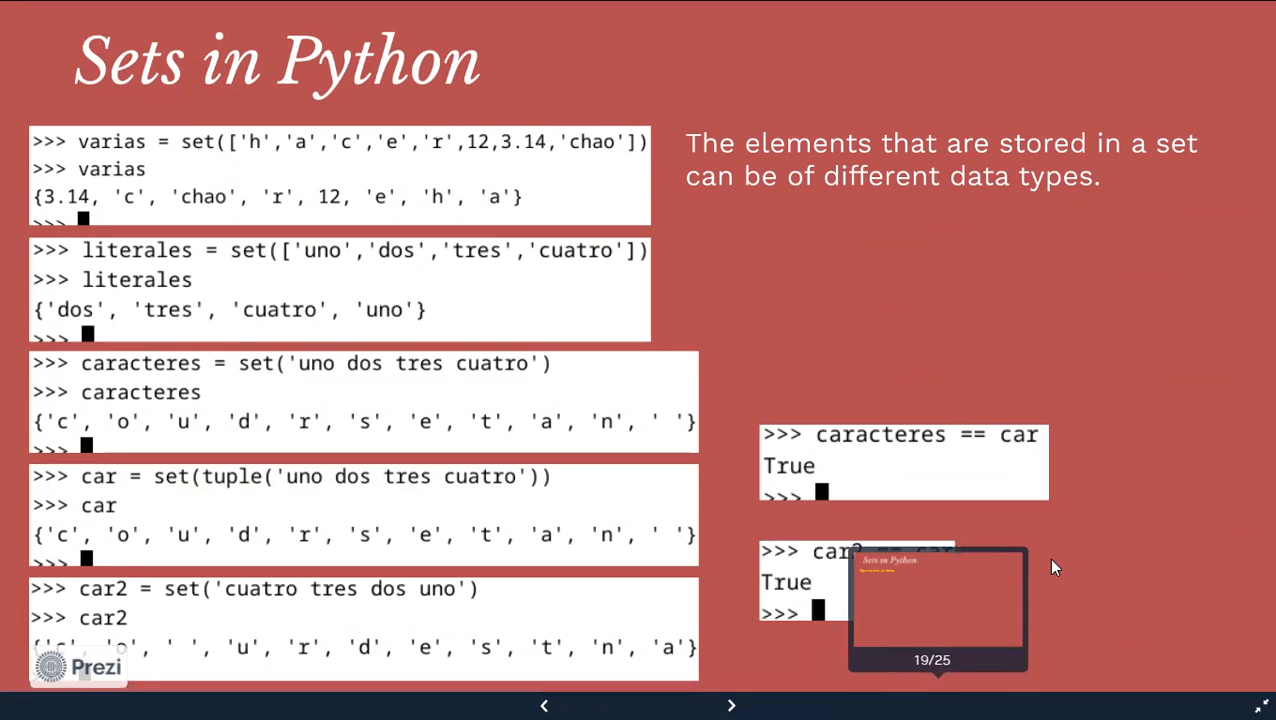 Sets in Python
>>> varias = set(['h','a','c','e','r',12,3.14,'chao'])
>>> varias
{3.14, 'c', 'chao', 'r', 12, 'e', 'h', 'a'}
>>>
The elements that are stored in a set
can be of different data types.
>>> literales = set(['uno','dos','tres','cuatro'])
>>> literales
{'dos', 'tres', 'cuatro', 'uno'}
>>>
>>> caracteres = set('uno dos tres cuatro')
>>> caracteres
{'c', 'o', 'u', 'd', 'r', 's', 'e', 't', 'a', 'n', ' '}
>>>
>>> car = set(tuple('uno dos tres cuatro'))
>>> car
{'c', 'o', 'u', 'd', 'r', 's', 'e', 't', 'a', 'n', ' '}
>>>
>>> car2 = set('cuatro tres dos uno')
>>> car2
{'c', 'o', ' ', 'u', 'r', 'd', 'e', 's', 't', 'n', 'a'}
>>> caracteres == car
True
>>>
>>> car2 == car
True
>>>
Sets in Python
19/25
Prezi